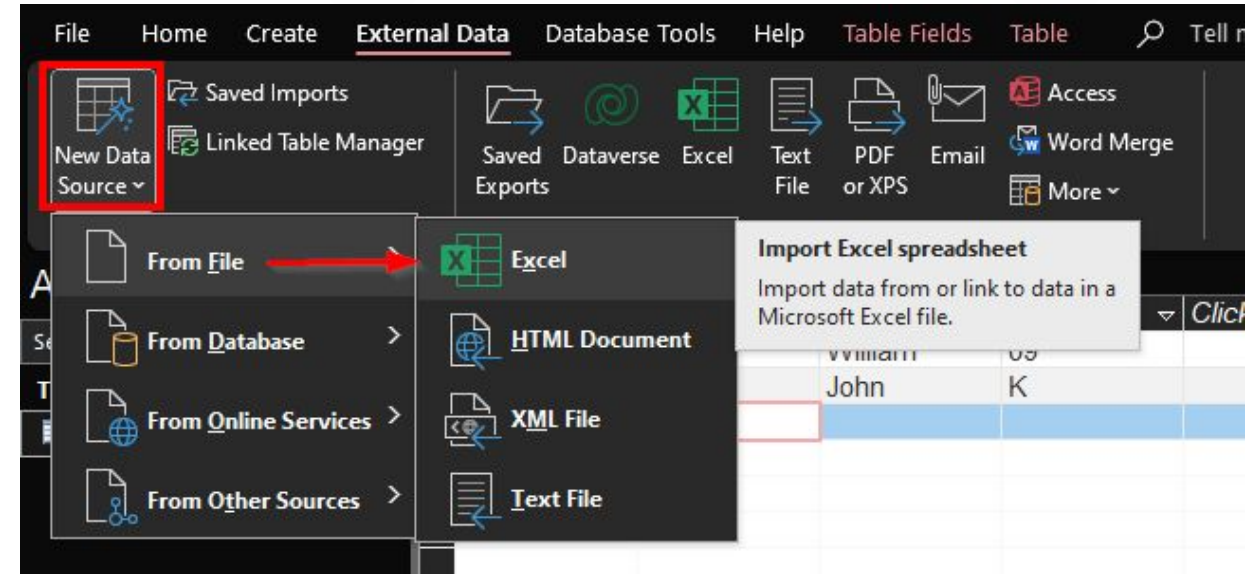 File Home Create External Data Database Tools Help Table Fields Table Tell
New Data
Source
Saved Imports
Linked Table Manager
Saved
Exports
Dataverse
Excel
Text
File
PDF
or XPS
Email
Access
Word Merge
More
From File
From Database
From Online Services
From Other Sources
Excel
HTML Document
XML File
Text File
Import Excel spreadsheet
Import data from or link to data in a
Microsoft Excel file.
Click
William 09
John K